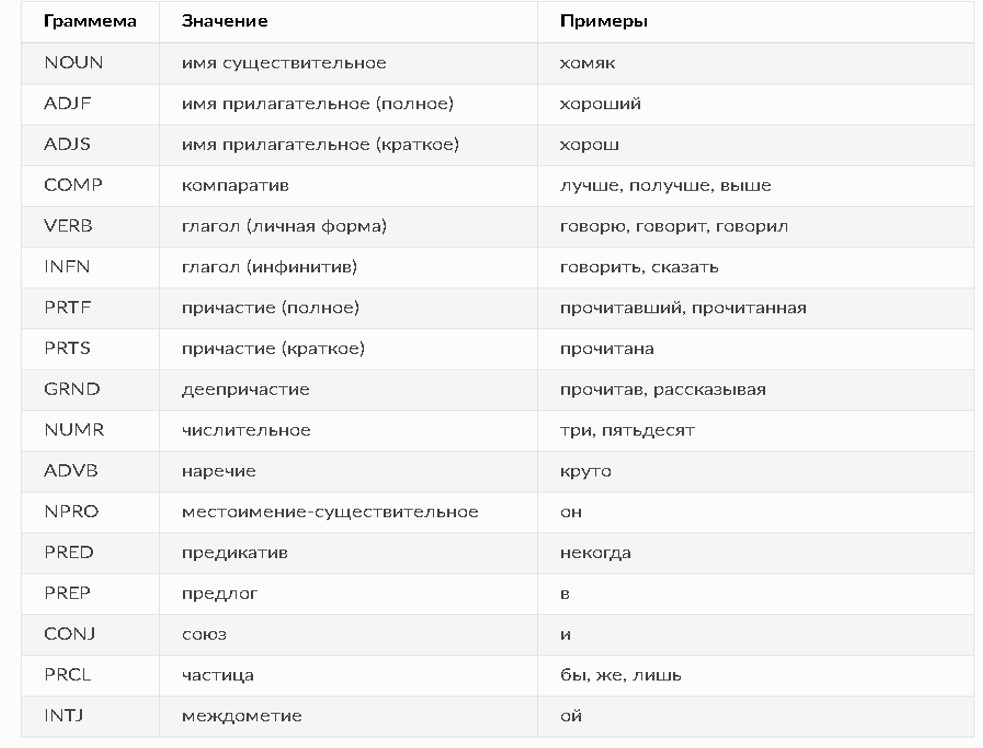 Граммема Значение Примеры
NOUN имя существительное хомяк
ADJF имя прилагательное (полное) хороший
ADJS имя прилагательное (краткое) хорош
COMP компаратив лучше, получше, выше
VERB глагол (личная форма) говорю, говорит, говорил
INFN глагол (инфинитив) говорить, сказать
PRTF причастие (полное) прочитавший, прочитанная
PRTS причастие (краткое) прочитана
GRND деепричастие прочитав, рассказывая
NUMR числительное три, пятьдесят
ADVB наречие круто
NPRO местоимение-существительное он
PRED предикатив некогда
PREP предлог в
CONJ союз и
PRCL частица бы, же, лишь
INTJ междометие ой